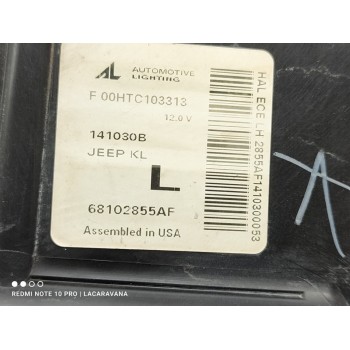 AL AUTOMOTIVE
LIGHTING
F 00HTC103313
12.0 V
141030B
JEEP KL
L
68102855AF
Assembled in USA
HAL ECE LH 2855AF1410300053
A
REDMI NOTE 10 PRO | LACARAVANA